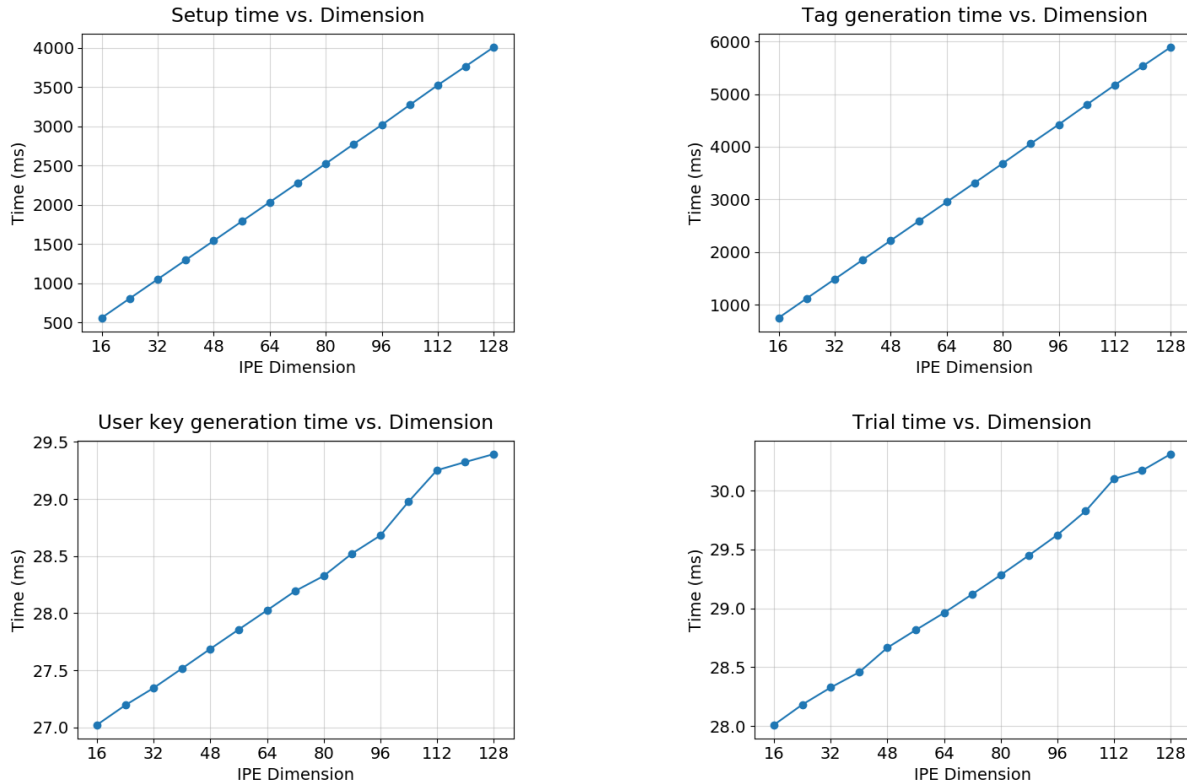 Setup time vs. Dimension
4000
3500
3000
2500
2000
1500
1000
500
Time (ms)
16 32 48 64 80 96 112 128
IPE Dimension
Tag generation time vs. Dimension
6000
5000
4000
3000
2000
1000
Time (ms)
16 32 48 64 80 96 112 128
IPE Dimension
User key generation time vs. Dimension
29.5
29.0
28.5
28.0
27.5
27.0
Time (ms)
16 32 48 64 80 96 112 128
IPE Dimension
Trial time vs. Dimension
30.0
29.5
29.0
28.5
28.0
Time (ms)
16 32 48 64 80 96 112 128
IPE Dimension